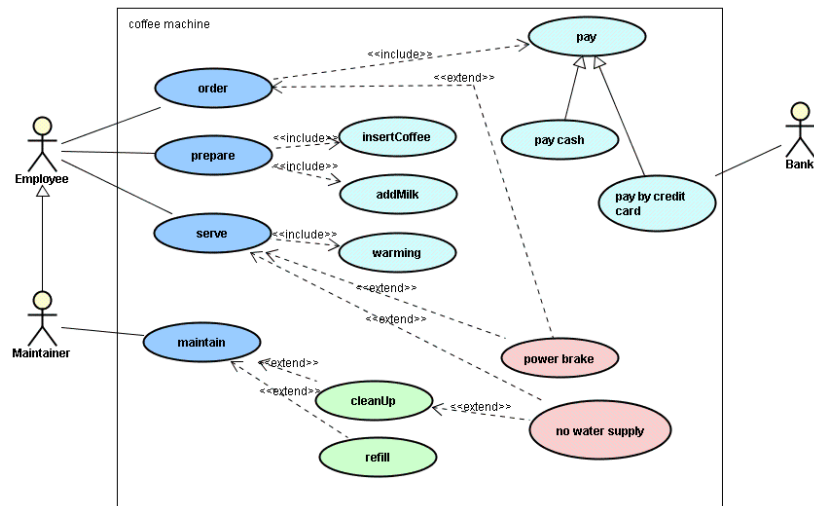 coffee machine
pay
<<include>>
<<extend>>
order
insertCoffee
<<include>>
pay cash
prepare
<<include>>
Employee
Bank
addMilk
pay by credit
card
serve
<<include>>
warming
<<extend>>
<<extend>>
maintain
Maintainer
power brake
<<extend>>
<<extend>>
cleanUp
<<extend>>
no water supply
refill